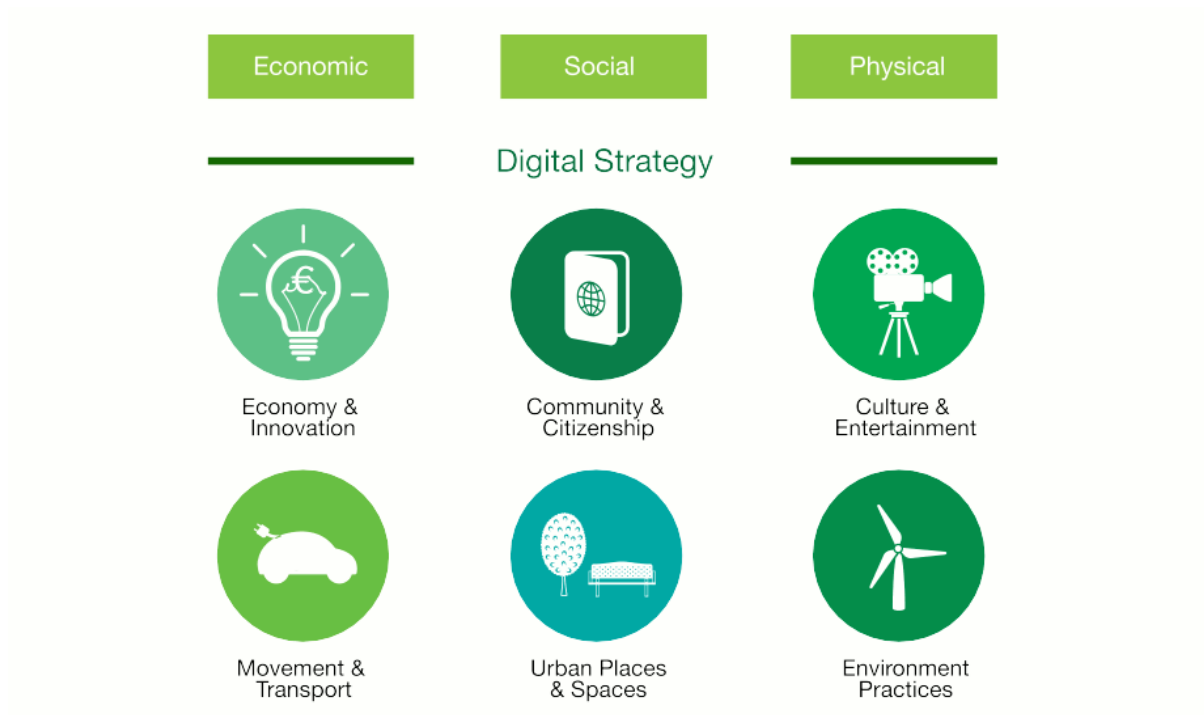 Economic
Social
Physical
Digital Strategy
€
Economy &
Innovation
Community &
Citizenship
Culture &
Entertainment
Movement &
Transport
Urban Places
& Spaces
Environment
Practices